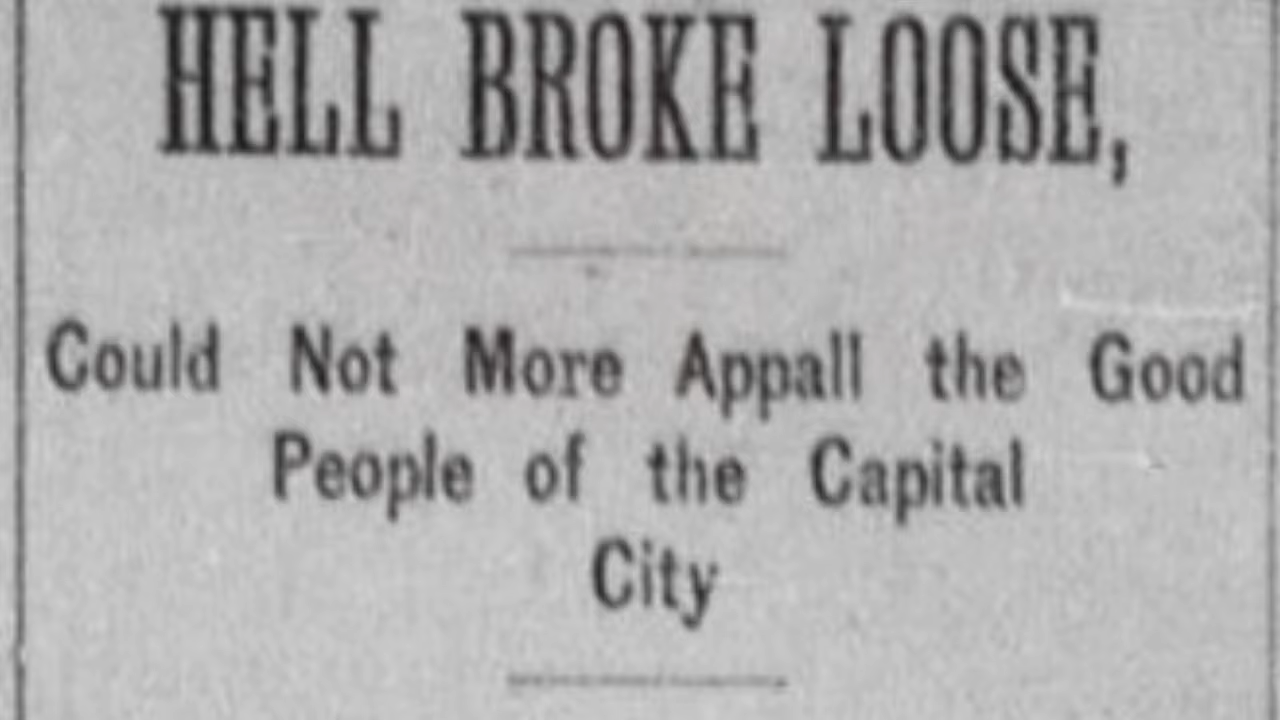 HELL BROKE LOOSE,
Could Not More Appall the Good
People of the Capital
City